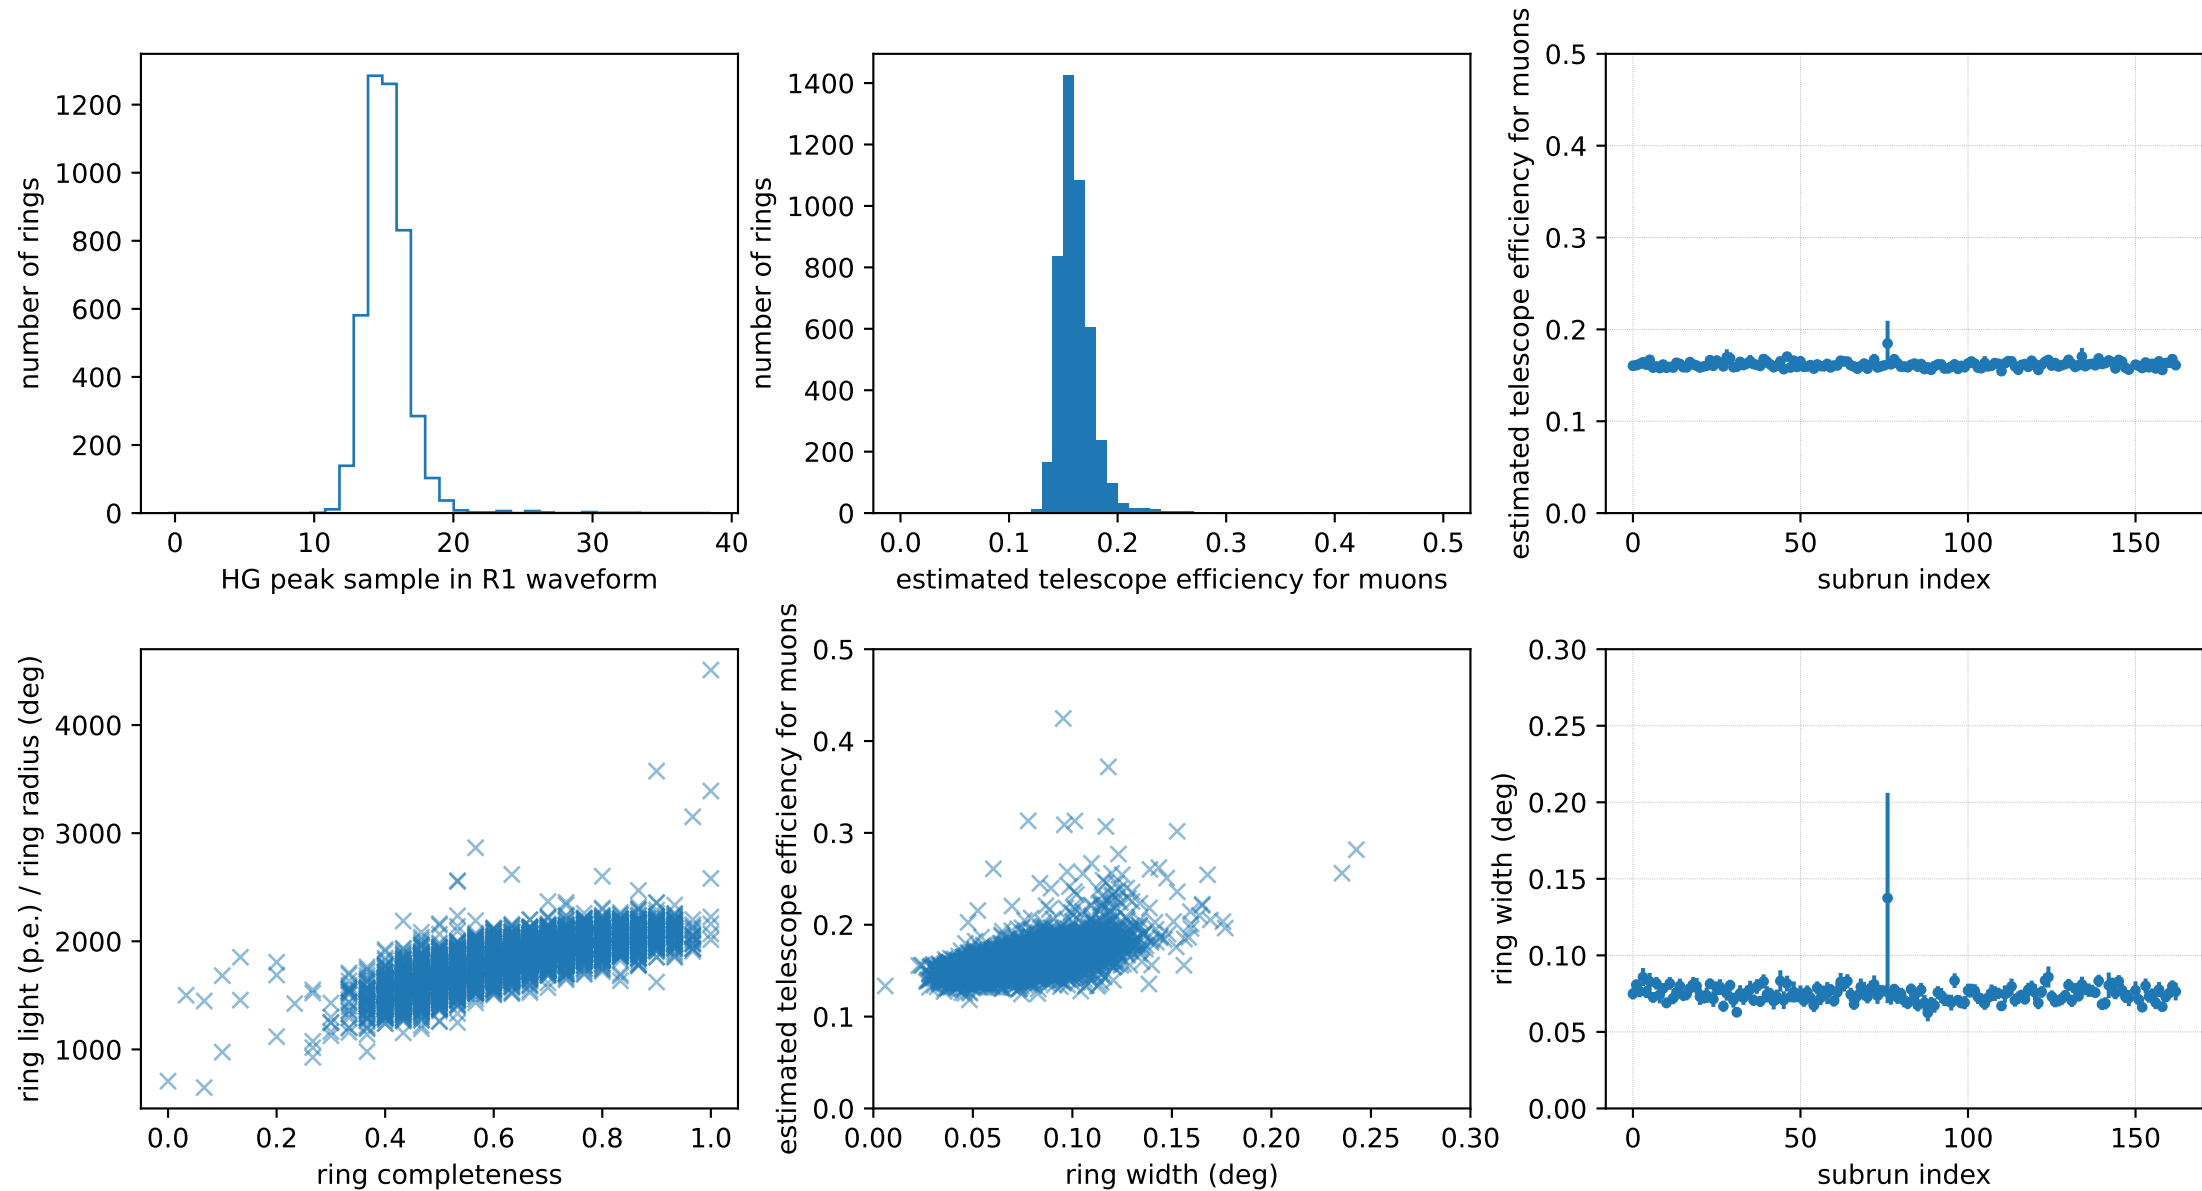 number of rings
1200
1000
800
600
400
200
0
0 10 20 30 40
HG peak sample in R1 waveform
number of rings
1400
1200
1000
800
600
400
200
0
0.0 0.1 0.2 0.3 0.4 0.5
estimated telescope efficiency for muons
estimated telescope efficiency for muons
0.5
0.4
0.3
0.2
0.1
0.0
0 50 100 150
subrun index
ring light (p.e.) / ring radius (deg)
4000
3000
2000
1000
0.0 0.2 0.4 0.6 0.8 1.0
ring completeness
estimated telescope efficiency for muons
0.5
0.4
0.3
0.2
0.1
0.0
0.00 0.05 0.10 0.15 0.20 0.25 0.30
ring width (deg)
ring width (deg)
0.30
0.25
0.20
0.15
0.10
0.05
0.00
0 50 100 150
subrun index